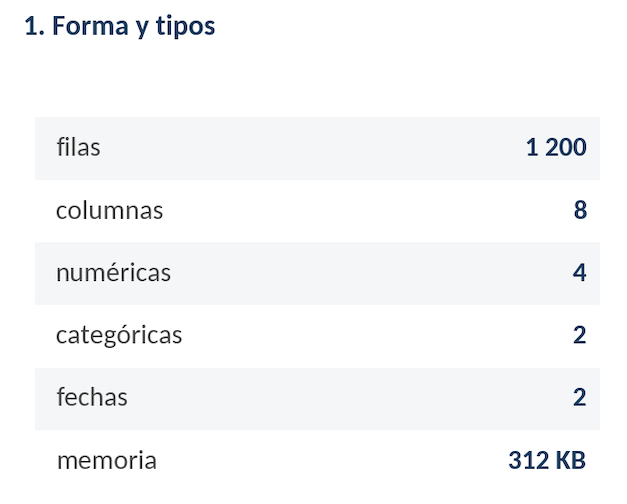 1. Forma y tipos
filas 1 200
columnas 8
numéricas 4
categóricas 2
fechas 2
memoria 312 KB